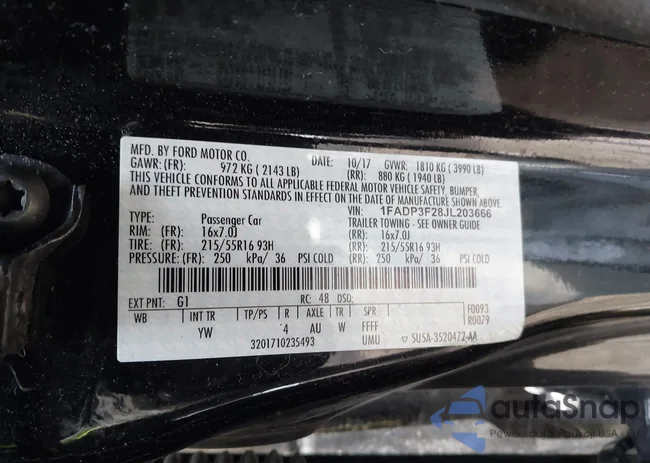 MFD. BY FORD MOTOR CO. DATE: 10/17 GVWR: 1810 KG ( 3990 LB)
GAWR: (FR): 972 KG ( 2143 LB) (RR): 880 KG ( 1940 LB)
THIS VEHICLE CONFORMS TO ALL APPLICABLE FEDERAL MOTOR VEHICLE SAFETY, BUMPER,
AND THEFT PREVENTION STANDARDS IN EFFECT ON THE DATE OF MANUFACTURE SHOWN ABOVE.
VIN: 1FADP3F28JL203666
TYPE: Passenger Car TRAILER TOWING - SEE OWNER GUIDE
RIM: (FR) 16x7.0J (RR): 16x7.0J
TIRE: (FR): 215/55R16 93H (RR): 215/55R16 93H
PRESSURE: (FR): 250 kPa/ 36 PSI COLD (RR): 250 kPa/ 36 PSI COLD
EXT PNT: G1 RC: 48 DSO: F0093
WB INT TR TP/PS R AXLE TR SPR R0079
YW 4 AU W FFFF
3201710235493 UMU ▽ 5U5A-3520472-AA
autoSnap